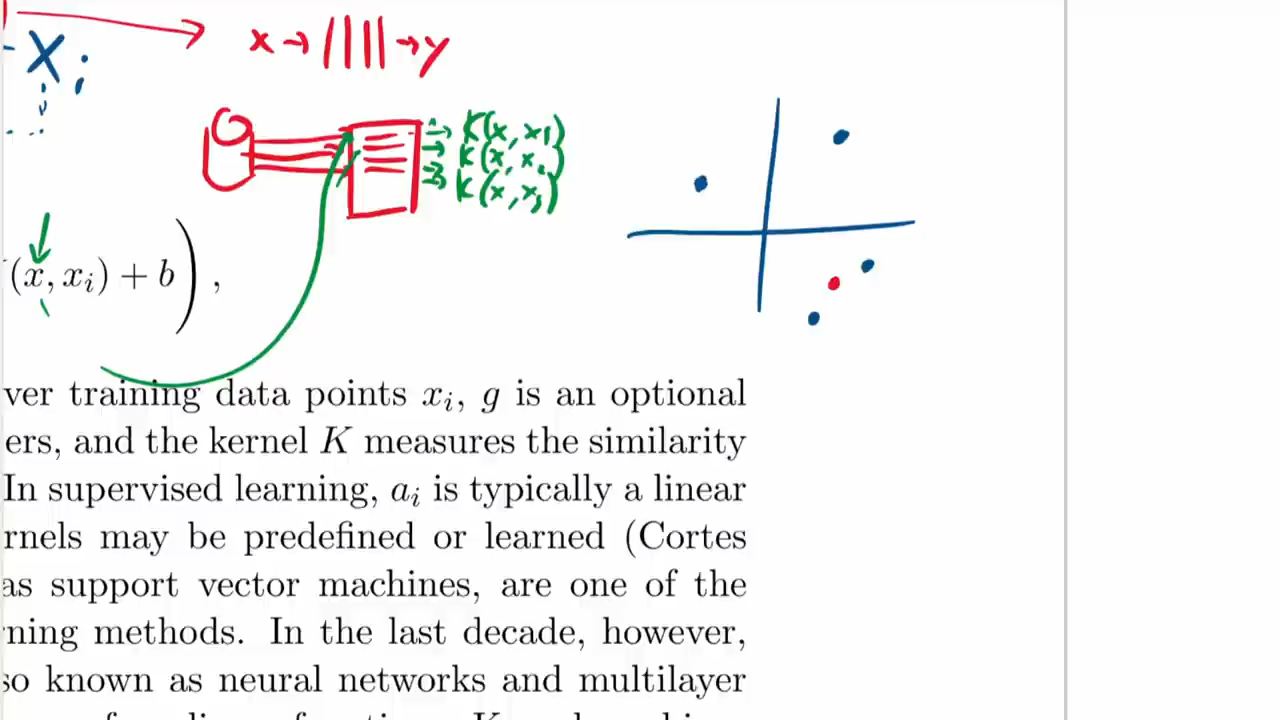 x → |||| → y
X i
→ K(x, x1)
→ K(x, x2)
→ K(x, x3)
(x, xᵢ) + b ) ,
ver training data points xᵢ, g is an optional
ers, and the kernel K measures the similarity
In supervised learning, aᵢ is typically a linear
rnels may be predefined or learned (Cortes
as support vector machines, are one of the
rning methods. In the last decade, however,
so known as neural networks and multilayer